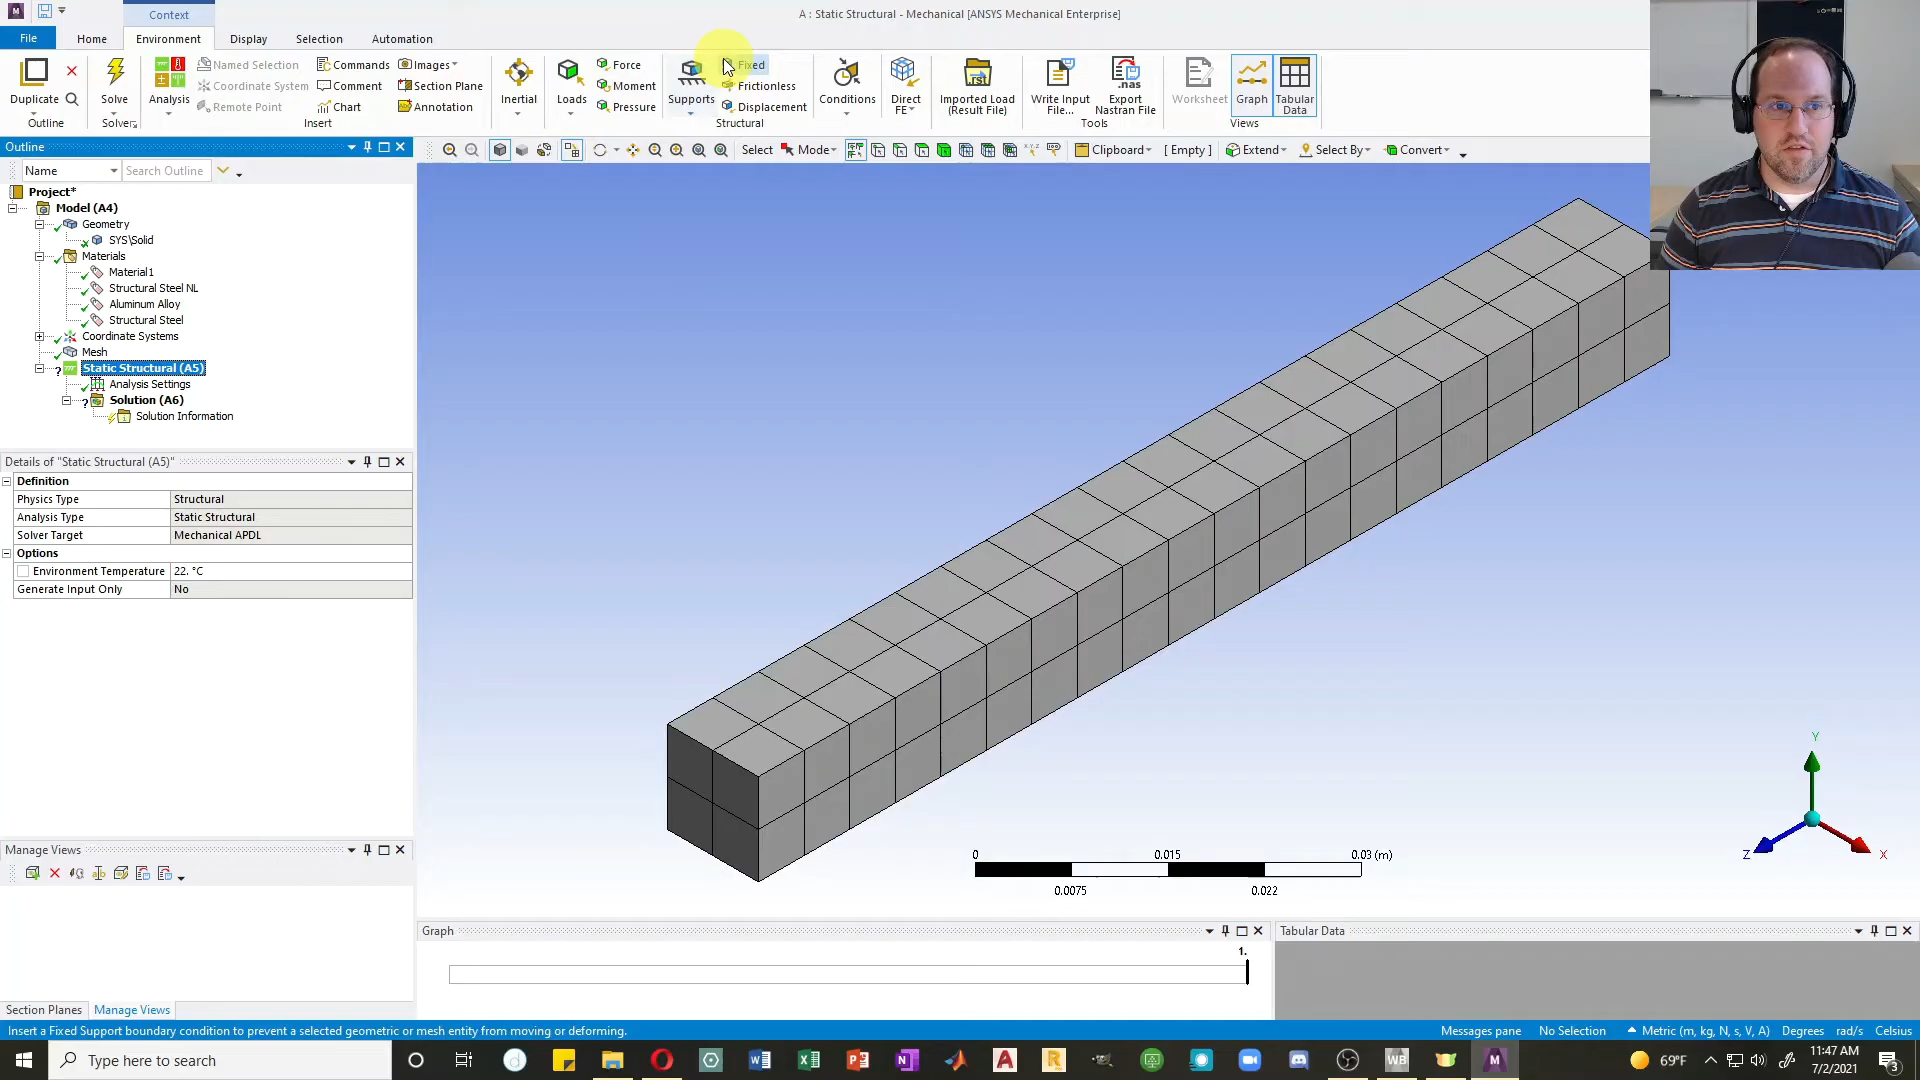 Context
A : Static Structural - Mechanical [ANSYS Mechanical Enterprise]
File Home Environment Display Selection Automation
Duplicate
Outline
Solve
Solver
Analysis
Named Selection
Coordinate System
Remote Point
Commands
Comment
Chart
Images
Section Plane
Annotation
Insert
Inertial
Loads
Force
Moment
Pressure
Supports
Fixed
Frictionless
Displacement
Structural
Conditions
Direct
FE
Imported Load
(Result File)
Write Input
File...
Export
Nastran File
Tools
Worksheet
Graph
Tabular
Data
Views
Outline
Name Search Outline
Select Mode Clipboard [ Empty ] Extend Select By Convert
Project*
Model (A4)
Geometry
SYS\Solid
Materials
Material1
Structural Steel NL
Aluminum Alloy
Structural Steel
Coordinate Systems
Mesh
Static Structural (A5)
Analysis Settings
Solution (A6)
Solution Information
Details of "Static Structural (A5)"
Definition
Physics Type Structural
Analysis Type Static Structural
Solver Target Mechanical APDL
Options
Environment Temperature 22. °C
Generate Input Only No
Manage Views
Section Planes Manage Views
0 0.015 0.03 (m)
0.0075 0.022
Y
Z
X
Graph
1.
Tabular Data
Insert a Fixed Support boundary condition to prevent a selected geometric or mesh entity from moving or deforming.
Messages pane No Selection Metric (m, kg, N, s, V, A) Degrees rad/s Celsius
Type here to search
69°F
11:47 AM
7/2/2021
3